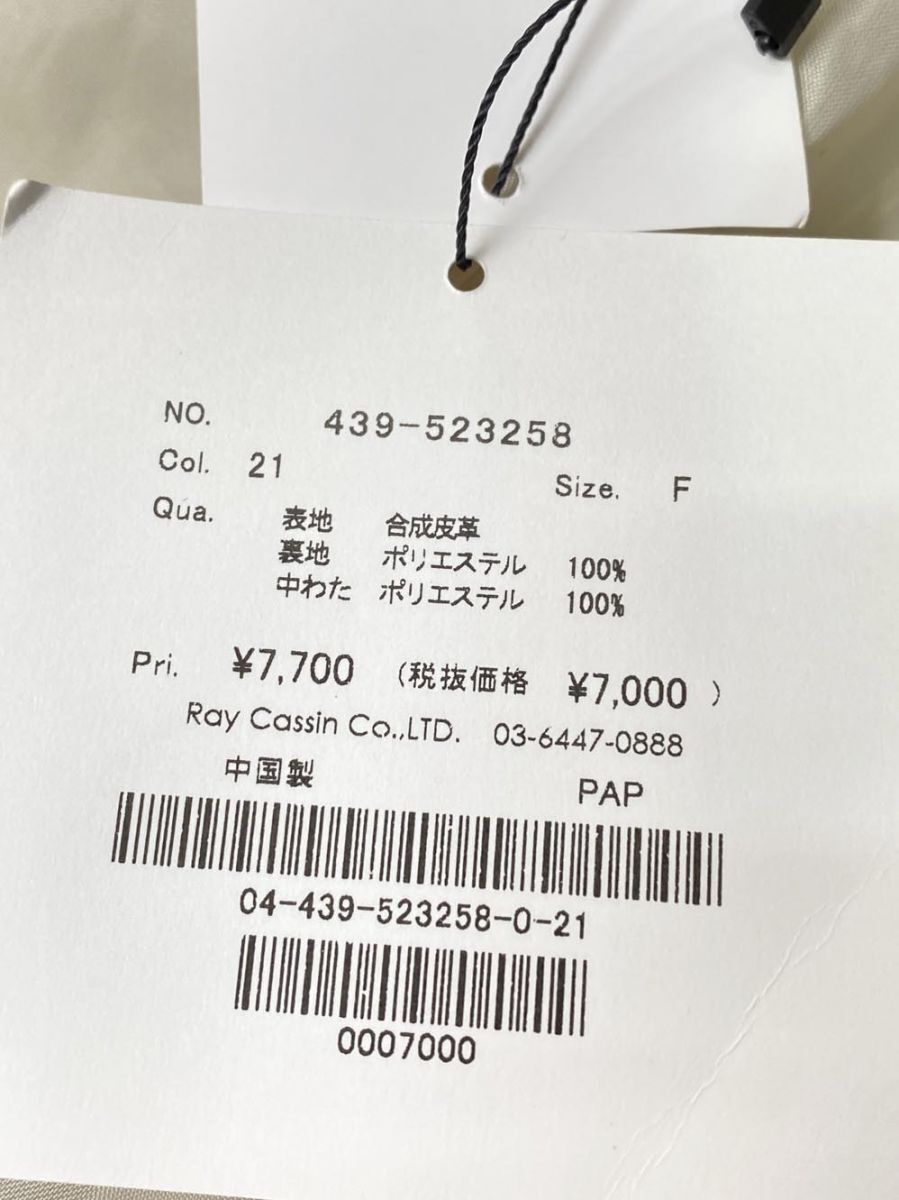 NO. 439-523258
Col. 21 Size. F
Qua. 表地 合成皮革
裏地 ポリエステル 100%
中わた ポリエステル 100%
Pri. ¥7,700 (税抜価格 ¥7,000 )
Ray Cassin Co.,LTD. 03-6447-0888
中国製 PAP
04-439-523258-0-21
0007000